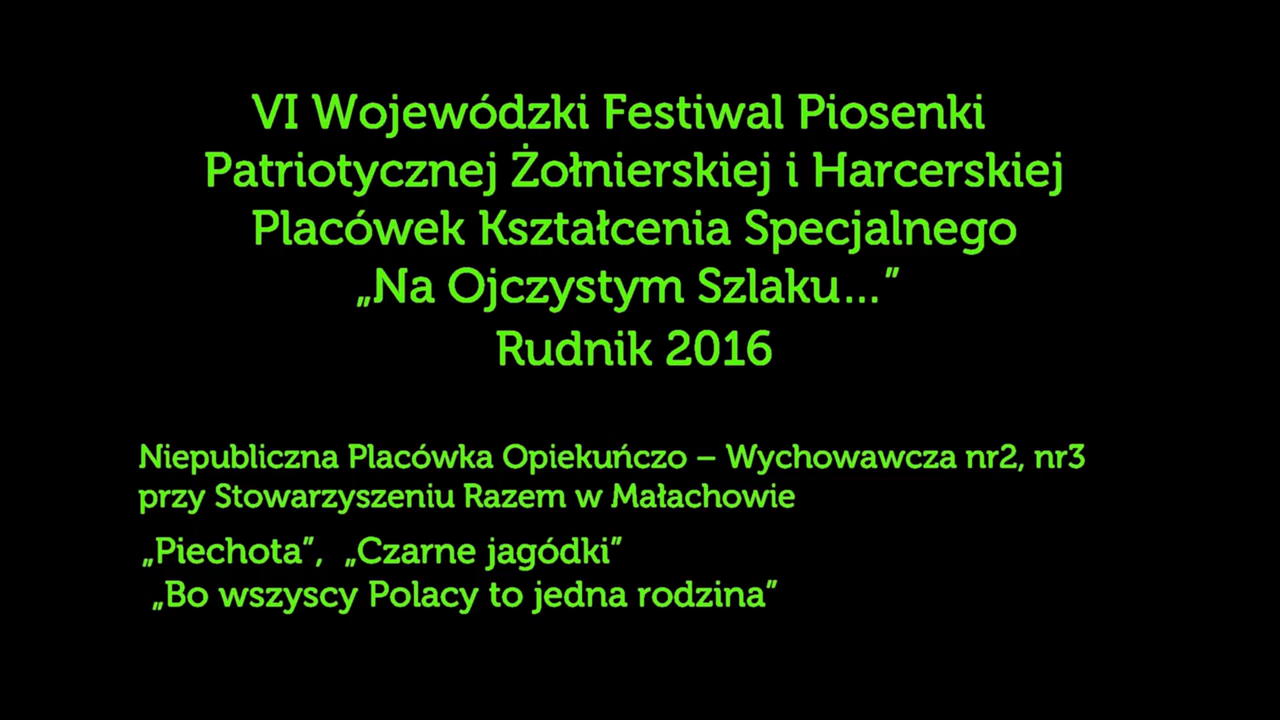 VI Wojewódzki Festiwal Piosenki
Patriotycznej Żołnierskiej i Harcerskiej
Placówek Kształcenia Specjalnego
„Na Ojczystym Szlaku...”
Rudnik 2016
Niepubliczna Placówka Opiekuńczo – Wychowawcza nr2, nr3
przy Stowarzyszeniu Razem w Małachowie
„Piechota”, „Czarne jagódki”
„Bo wszyscy Polacy to jedna rodzina”